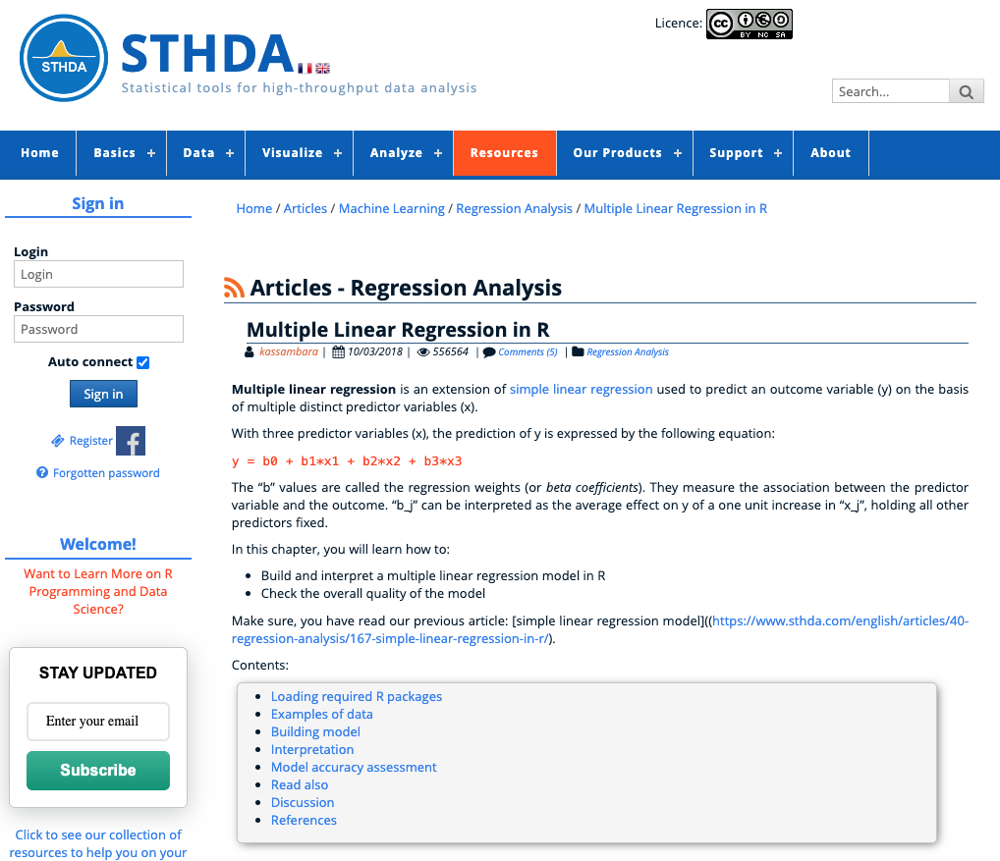 Licence: CC BY NC SA
STHDA
STHDA
Statistical tools for high-throughput data analysis
Search...
Home Basics + Data + Visualize + Analyze + Resources Our Products + Support + About
Sign in
Login
Login
Password
Password
Auto connect
Sign in
Register f
Forgotten password
Welcome!
Want to Learn More on R
Programming and Data
Science?
STAY UPDATED
Enter your email
Subscribe
Click to see our collection of
resources to help you on your
Home / Articles / Machine Learning / Regression Analysis / Multiple Linear Regression in R
Articles - Regression Analysis
Multiple Linear Regression in R
kassambara | 10/03/2018 | 556564 | Comments (5) | Regression Analysis
Multiple linear regression is an extension of simple linear regression used to predict an outcome variable (y) on the basis
of multiple distinct predictor variables (x).
With three predictor variables (x), the prediction of y is expressed by the following equation:
y = b0 + b1*x1 + b2*x2 + b3*x3
The “b” values are called the regression weights (or beta coefficients). They measure the association between the predictor
variable and the outcome. “b_j” can be interpreted as the average effect on y of a one unit increase in “x_j”, holding all other
predictors fixed.
In this chapter, you will learn how to:
• Build and interpret a multiple linear regression model in R
• Check the overall quality of the model
Make sure, you have read our previous article: [simple linear regression model]((https://www.sthda.com/english/articles/40-
regression-analysis/167-simple-linear-regression-in-r/).
Contents:
• Loading required R packages
• Examples of data
• Building model
• Interpretation
• Model accuracy assessment
• Read also
• Discussion
• References